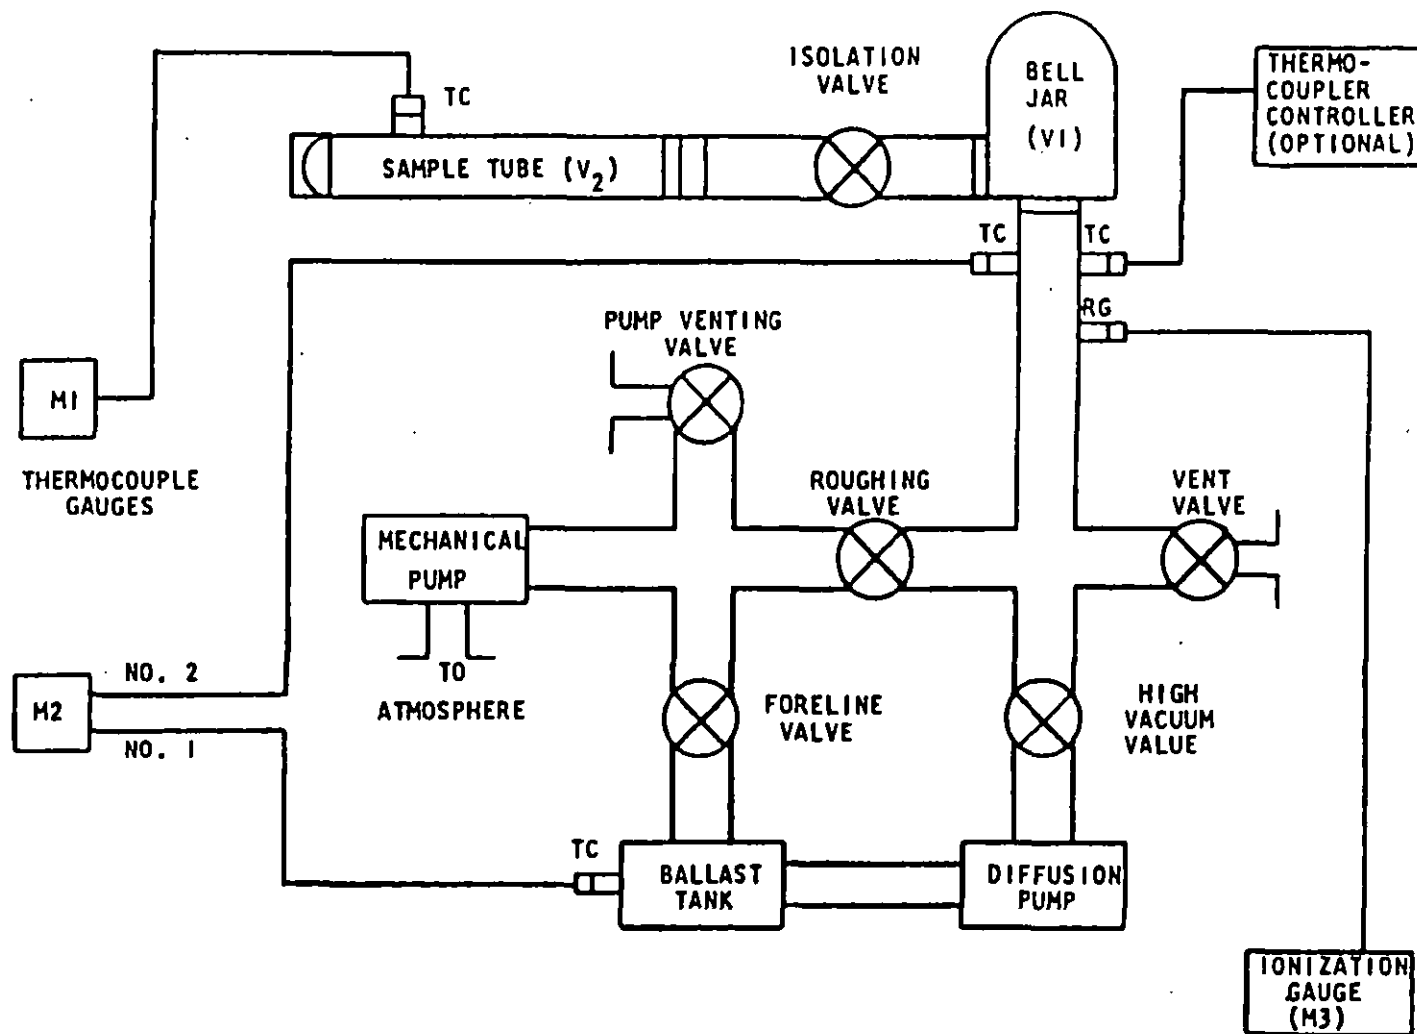 ISOLATION
VALVE
BELL
JAR
(V1)
THERMO-
COUPLER
CONTROLLER
(OPTIONAL)
TC
SAMPLE TUBE (V2)
TC
TC
RG
PUMP VENTING
VALVE
M1
THERMOCOUPLE
GAUGES
ROUGHING
VALVE
VENT
VALVE
MECHANICAL
PUMP
TO
ATMOSPHERE
NO. 2
M2
NO. 1
FORELINE
VALVE
HIGH
VACUUM
VALUE
TC
BALLAST
TANK
DIFFUSION
PUMP
IONIZATION
GAUGE
(M3)